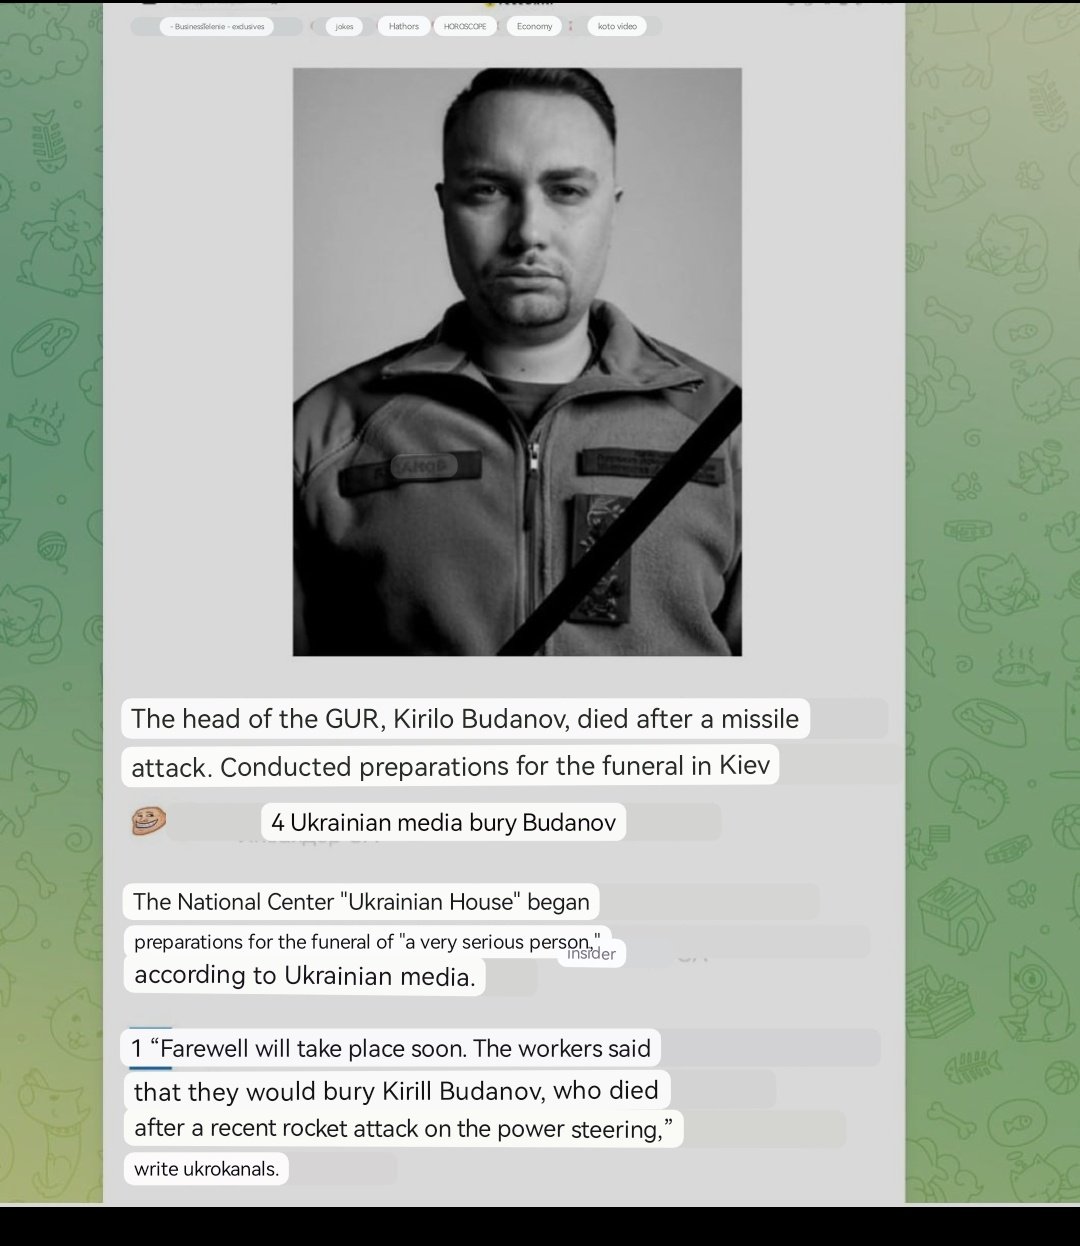 - BusinessTelenie - exclusives
jokes
Hathors
HOROSCOPE
Economy
koto video
The head of the GUR, Kirilo Budanov, died after a missile
attack. Conducted preparations for the funeral in Kiev
4 Ukrainian media bury Budanov
The National Center "Ukrainian House" began
preparations for the funeral of "a very serious person,"
insider
according to Ukrainian media.
1 “Farewell will take place soon. The workers said
that they would bury Kirill Budanov, who died
after a recent rocket attack on the power steering,”
write ukrokanals.